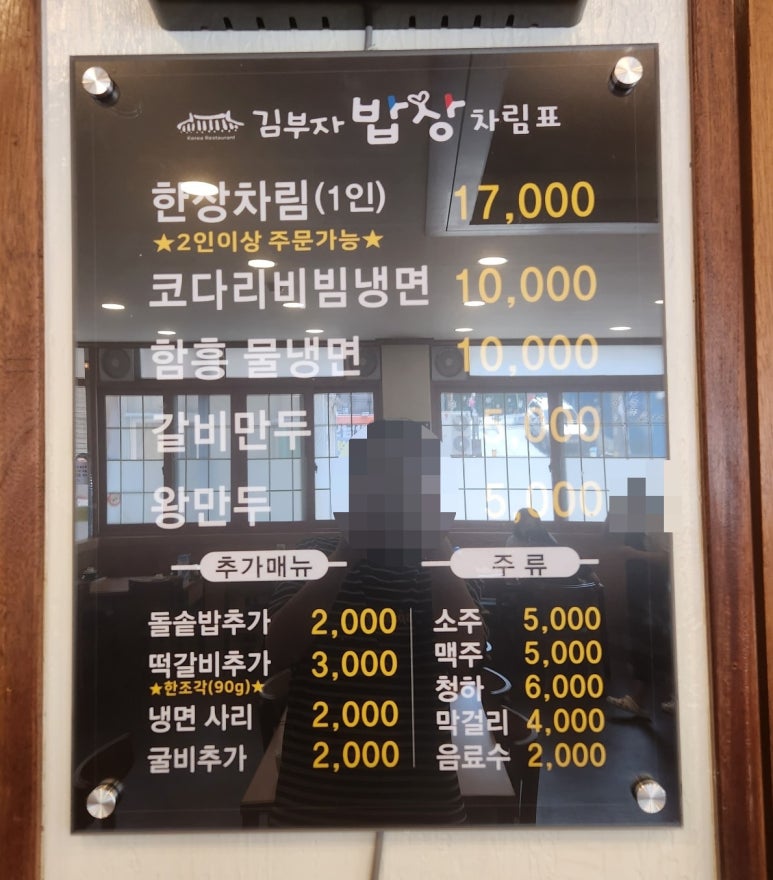 Korea Restaurant
김부자 밥상 차림표
한상차림(1인) 17,000
★2인이상 주문가능★
코다리비빔냉면 10,000
함흥 물냉면 10,000
갈비만두 5,000
왕만두 5,000
추가매뉴
돌솥밥추가 2,000
떡갈비추가 3,000
★한조각(90g)★
냉면 사리 2,000
굴비추가 2,000
주류
소주 5,000
맥주 5,000
청하 6,000
막걸리 4,000
음료수 2,000